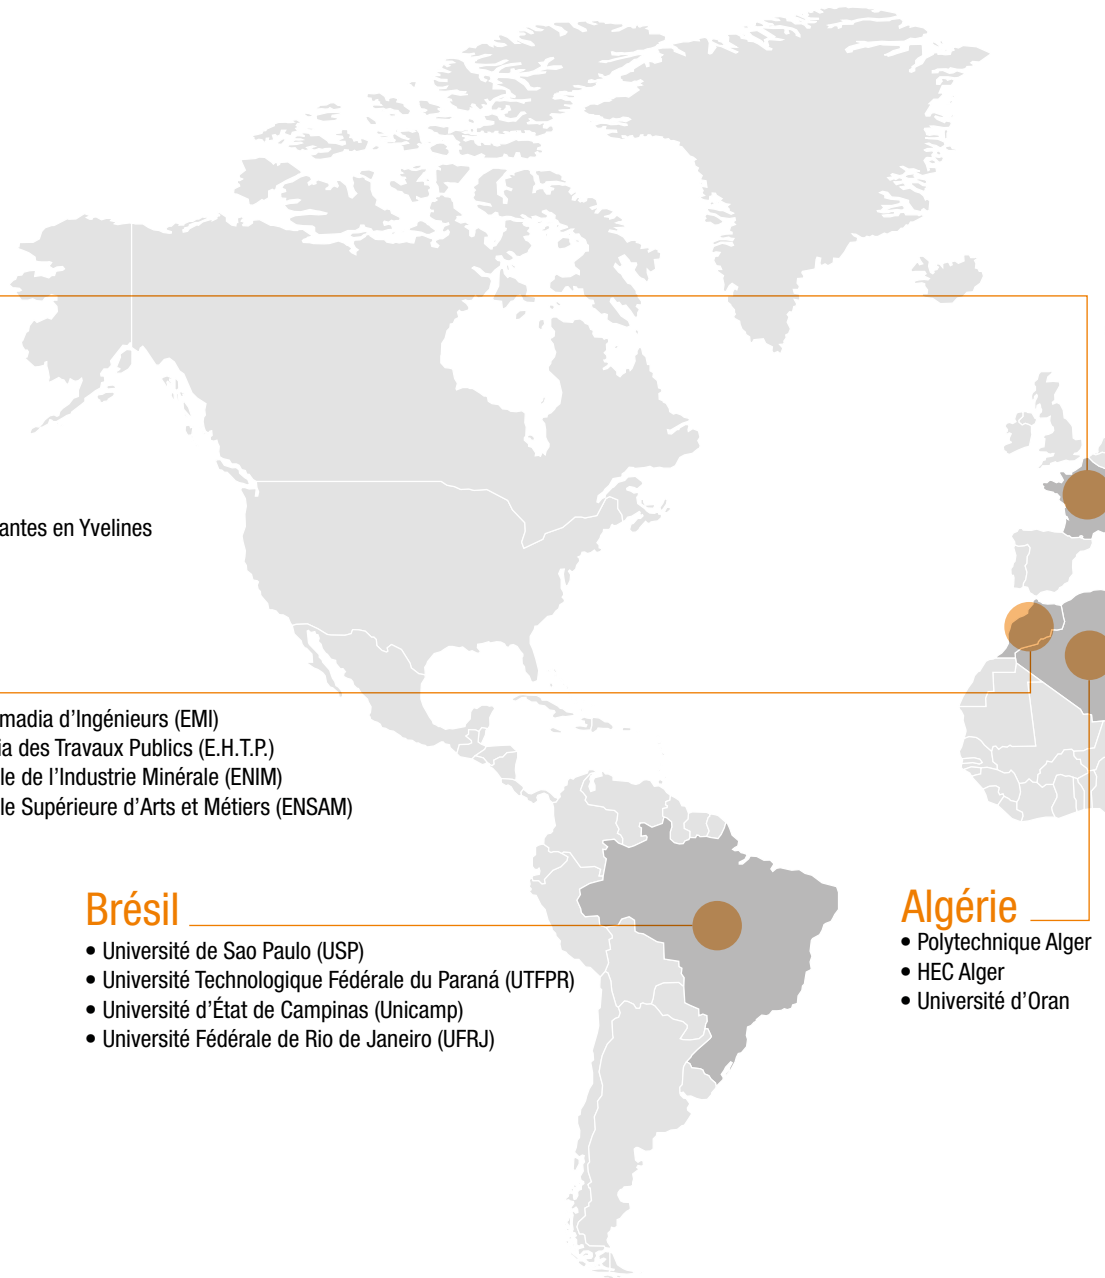 antes en Yvelines
madia d’Ingénieurs (EMI)
ia des Travaux Publics (E.H.T.P.)
le de l’Industrie Minérale (ENIM)
le Supérieure d’Arts et Métiers (ENSAM)
Brésil
• Université de Sao Paulo (USP)
• Université Technologique Fédérale du Paraná (UTFPR)
• Université d’État de Campinas (Unicamp)
• Université Fédérale de Rio de Janeiro (UFRJ)
Algérie
• Polytechnique Alger
• HEC Alger
• Université d’Oran